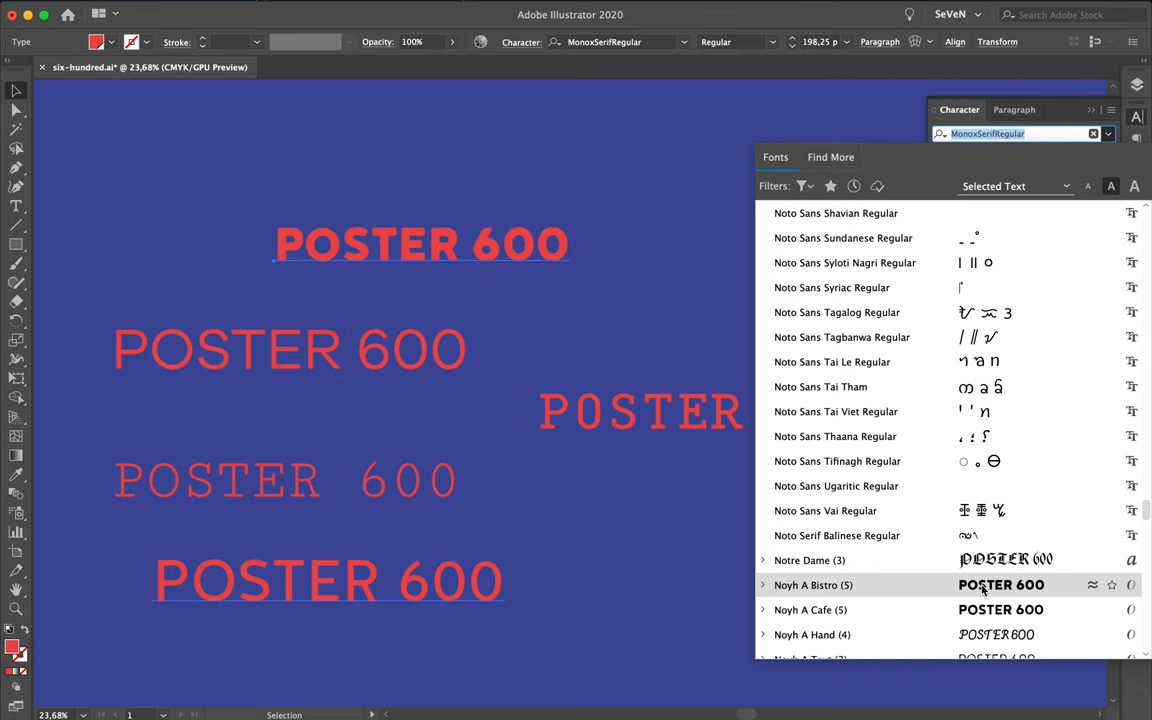 Adobe Illustrator 2020
SeVeN
Search Adobe Stock
Type
Stroke:
Opacity: 100%
Character: MonoxSerifRegular
Regular
198,25 p
Paragraph
Align
Transform
six-hundred.ai* @ 23,68% (CMYK/GPU Preview)
Character
Paragraph
MonoxSerifRegular
Fonts
Find More
Filters:
Selected Text
A A A
POSTER 600
POSTER 600
POSTER
POSTER 600
POSTER 600
Noto Sans Shavian Regular
Noto Sans Sundanese Regular
Noto Sans Syloti Nagri Regular
Noto Sans Syriac Regular
Noto Sans Tagalog Regular
Noto Sans Tagbanwa Regular
Noto Sans Tai Le Regular
Noto Sans Tai Tham
Noto Sans Tai Viet Regular
Noto Sans Thaana Regular
Noto Sans Tifinagh Regular
Noto Sans Ugaritic Regular
Noto Sans Vai Regular
Noto Serif Balinese Regular
Notre Dame (3) POSTER 600
Noyh A Bistro (5) POSTER 600
Noyh A Cafe (5) POSTER 600
Noyh A Hand (4) POSTER 600
23,68%
1
Selection